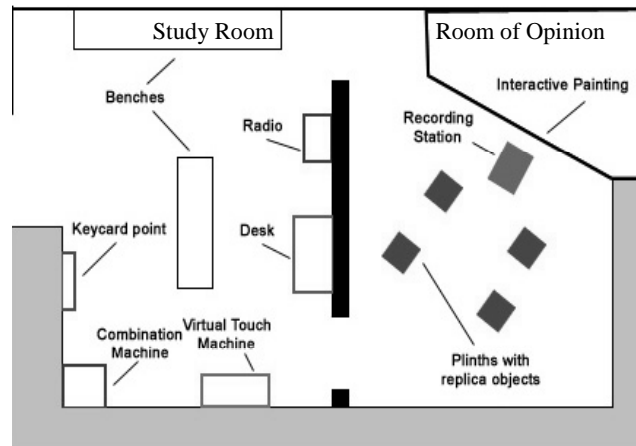 Study Room
Room of Opinion
Benches
Interactive Painting
Radio
Recording
Station
Keycard point
Desk
Combination
Machine
Virtual Touch
Machine
Plinths with
replica objects